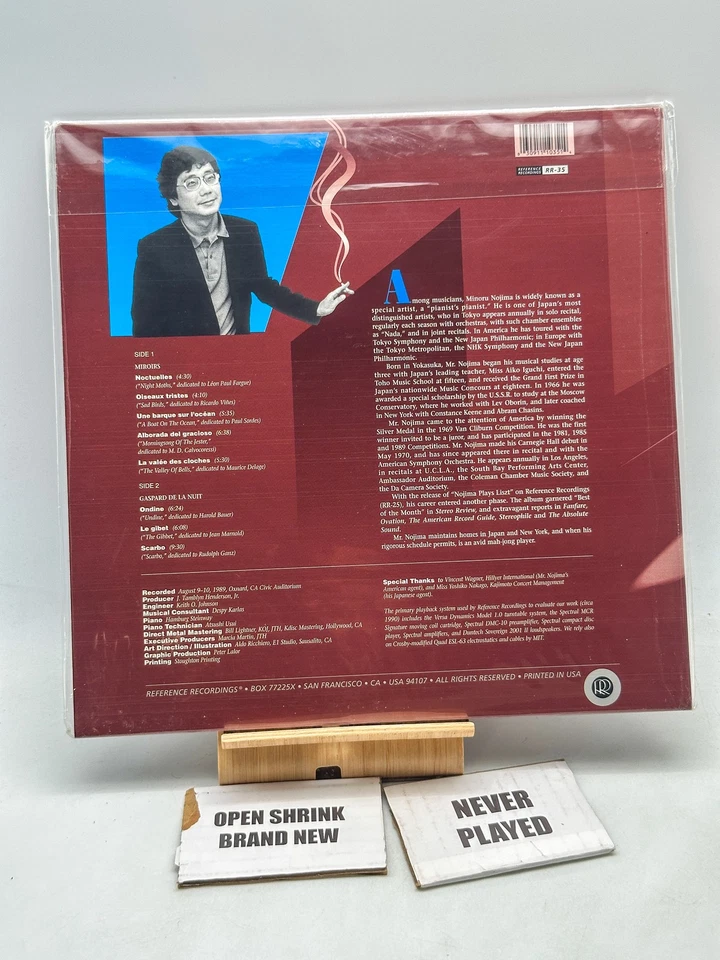 REFERENCE RECORDINGS RR-35
Among musicians, Minoru Nojima is widely known as a
special artist, a "pianist's pianist." He is one of Japan's most
distinguished artists, who in Tokyo appears annually in solo recital,
regularly each season with orchestras, with such chamber ensembles
as "Nada," and in joint recitals. In America he has toured with the
Tokyo Symphony and the New Japan Philharmonic; in Europe with
the Tokyo Metropolitan, the NHK Symphony and the New Japan
Philharmonic.
Born in Yokasuka, Mr. Nojima began his musical studies at age
three with Japan's leading teacher, Miss Aiko Iguchi, entered the
Toho Music School at fifteen, and received the Grand First Prize in
Japan's nationwide Music Concours at eighteen. In 1966 he was
awarded a special scholarship by the U.S.S.R. to study at the Moscow
Conservatory, where he worked with Lev Oborin, and later coached
in New York with Constance Keene and Abram Chasins.
Mr. Nojima came to the attention of America by winning the
Silver Medal in the 1969 Van Cliburn Competition. He was the first
winner invited to be a juror, and has participated in the 1981, 1985
and 1989 Competitions. Mr. Nojima made his Carnegie Hall debut in
May 1970, and has since appeared there in recital and with the
American Symphony Orchestra. He appears annually in Los Angeles,
in recitals at U.C.L.A., the South Bay Performing Arts Center,
Ambassador Auditorium, the Coleman Chamber Music Society, and
the Da Camera Society.
With the release of "Nojima Plays Liszt" on Reference Recordings
(RR-25), his career entered another phase. The album garnered "Best
of the Month" in Stereo Review, and extravagant reports in Fanfare,
Ovation, The American Record Guide, Stereophile and The Absolute
Sound.
Mr. Nojima maintains homes in Japan and New York, and when his
rigorous schedule permits, is an avid mah-jong player.
SIDE 1
MIROIRS
Noctuelles (4:30)
("Night Moths," dedicated to Léon Paul Fargue)
Oiseaux tristes (4:10)
("Sad Birds," dedicated to Ricardo Viñes)
Une barque sur l'océan (5:35)
("A Boat On The Ocean," dedicated to Paul Sordes)
Alborada del gracioso (6:38)
("Morningsong Of The Jester,"
dedicated to M. D. Calvocoressi)
La valée des cloches (5:30)
("The Valley Of Bells," dedicated to Maurice Delage)
SIDE 2
GASPARD DE LA NUIT
Ondine (6:24)
("Undine," dedicated to Harold Bauer)
Le gibet (6:08)
("The Gibbet," dedicated to Jean Marnold)
Scarbo (9:30)
("Scarbo," dedicated to Rudolph Ganz)
Recorded August 9-10, 1989, Oxnard, CA Civic Auditorium
Producer J. Tamblyn Henderson, Jr.
Engineer Keith O. Johnson
Musical Consultant Despy Karlas
Piano Hamburg Steinway
Piano Technician Atsushi Usui
Direct Metal Mastering Bill Lightner, KOJ, JTH, Kdisc Mastering, Hollywood, CA
Executive Producers Marcia Martin, JTH
Art Direction / Illustration Aldo Ricchiero, E1 Studio, Sausalito, CA
Graphic Production Peter Lalor
Printing Stoughton Printing
Special Thanks to Vincent Wagner, Hillyer International (Mr. Nojima's
American agent), and Miss Yoshiko Nakago, Kajimoto Concert Management
(his Japanese agent).
The primary playback system used by Reference Recordings to evaluate our work (circa
1990) includes the Versa Dynamics Model 1.0 turntable system, the Spectral MCR
Signature moving coil cartridge, Spectral DMC-10 preamplifier, Spectral compact disc
player, Spectral amplifiers, and Duntech Sovereign 2001 II loudspeakers. We rely also
on Crosby-modified Quad ESL-63 electrostatics and cables by MIT.
REFERENCE RECORDINGS® • BOX 77225X • SAN FRANCISCO • CA • USA 94107 • ALL RIGHTS RESERVED • PRINTED IN USA
OPEN SHRINK
BRAND NEW
NEVER
PLAYED